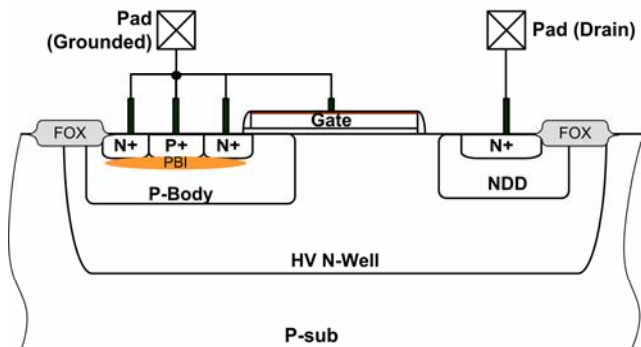 Pad
(Grounded)
Pad (Drain)
Gate
FOX
N+
P+
N+
N+
FOX
PBI
P-Body
NDD
HV N-Well
P-sub